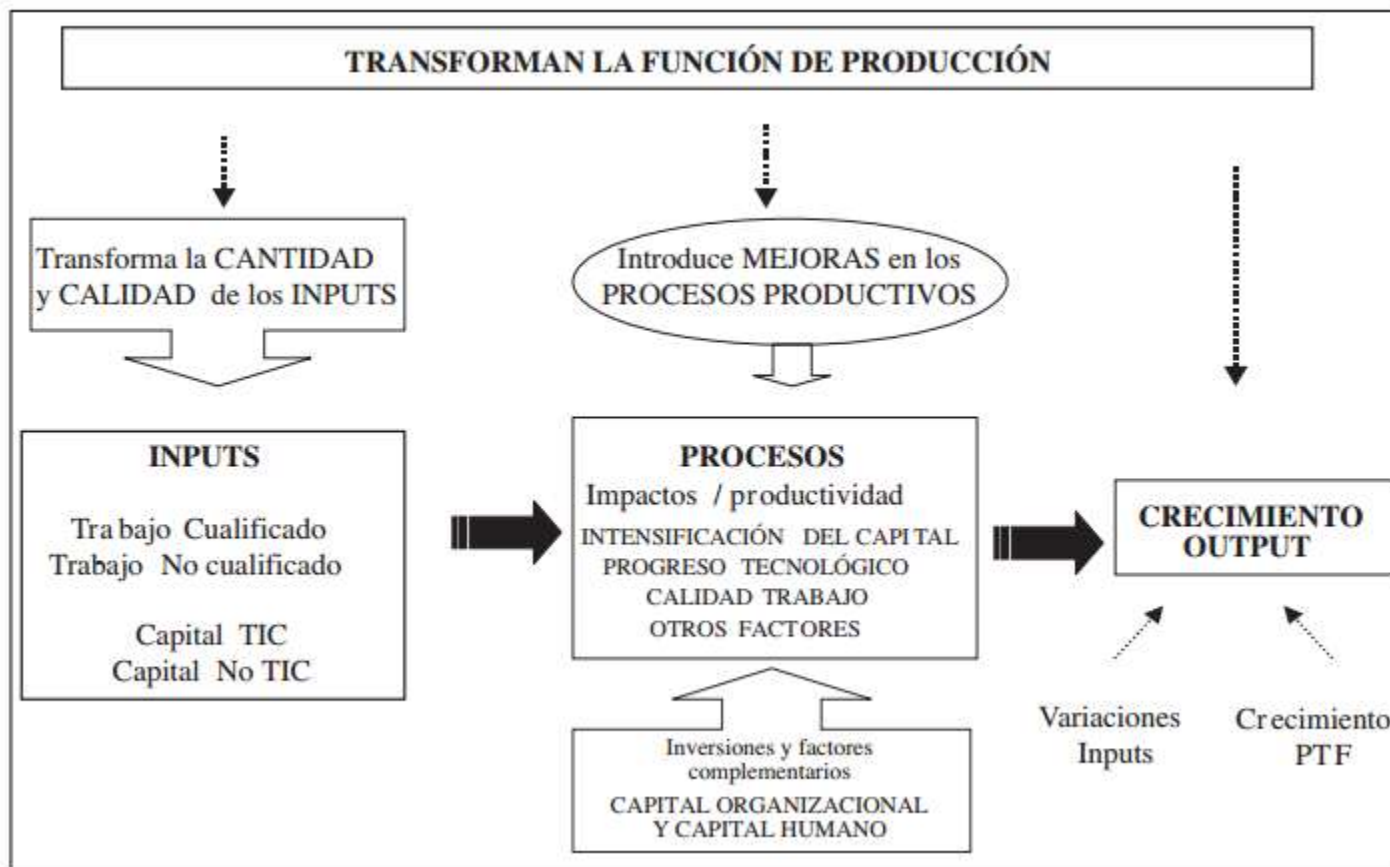 TRANSFORMAN LA FUNCIÓN DE PRODUCCIÓN
Transforma la CANTIDAD
y CALIDAD de los INPUTS
Introduce MEJORAS en los
PROCESOS PRODUCTIVOS
INPUTS
Trabajo Cualificado
Trabajo No cualificado
Capital TIC
Capital No TIC
PROCESOS
Impactos / productividad
INTENSIFICACIÓN DEL CAPITAL
PROGRESO TECNOLÓGICO
CALIDAD TRABAJO
OTROS FACTORES
CRECIMIENTO
OUTPUT
Inversiones y factores
complementarios
CAPITAL ORGANIZACIONAL
Y CAPITAL HUMANO
Variaciones
Inputs
Crecimiento
PTF